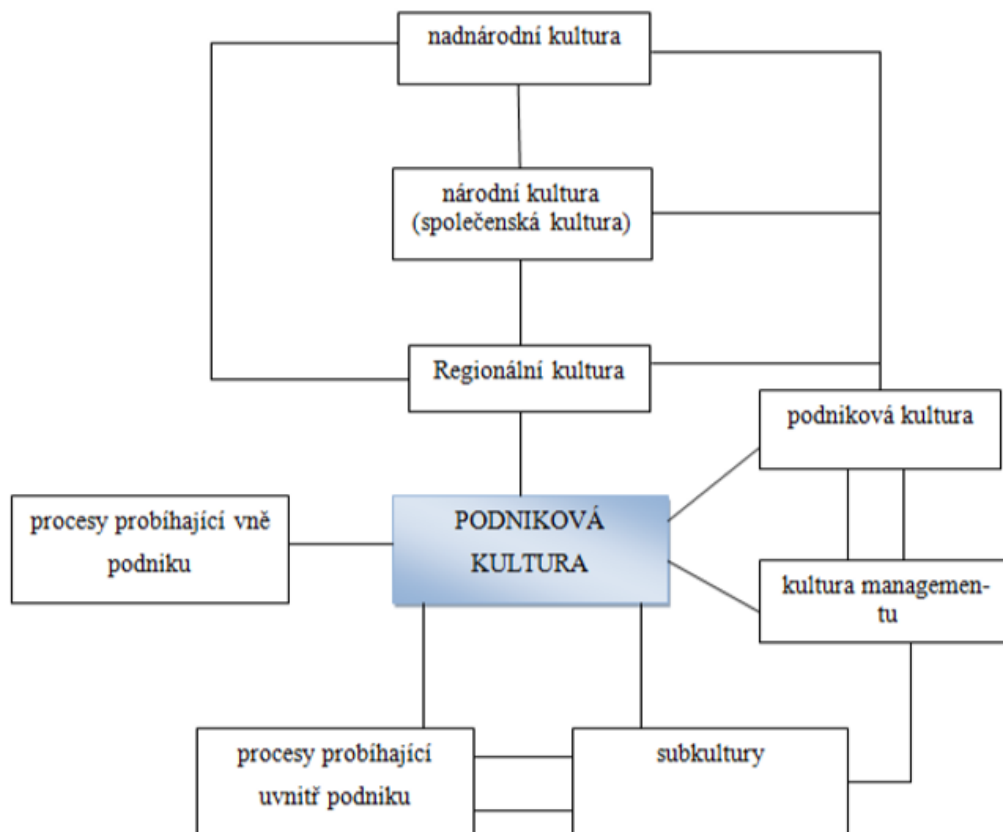 nadnárodní kultura
národní kultura
(společenská kultura)
Regionální kultura
podniková kultura
procesy probíhající vně
podniku
PODNIKOVÁ
KULTURA
kultura managemen-
tu
procesy probíhající
uvnitř podniku
subkultury